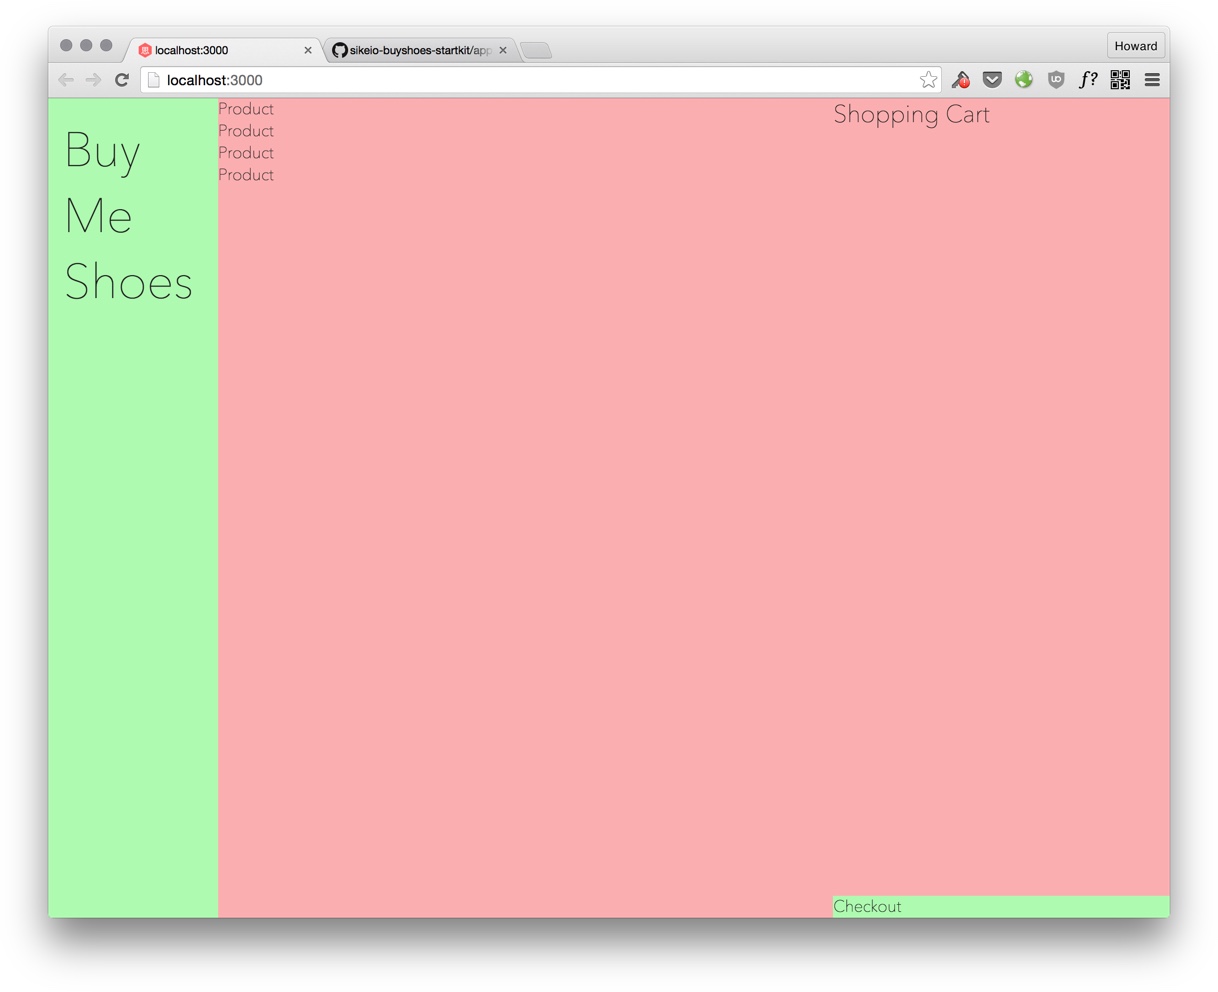 localhost:3000
sikeio-buyshoes-startkit/app
Howard
localhost:3000
f?
Buy
Me
Shoes
Product
Product
Product
Product
Shopping Cart
Checkout